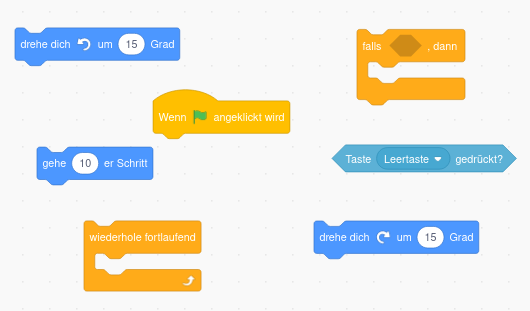 drehe dich um 15 Grad
falls , dann
Wenn angeklickt wird
gehe 10 er Schritt
Taste Leertaste gedrückt?
wiederhole fortlaufend
drehe dich um 15 Grad